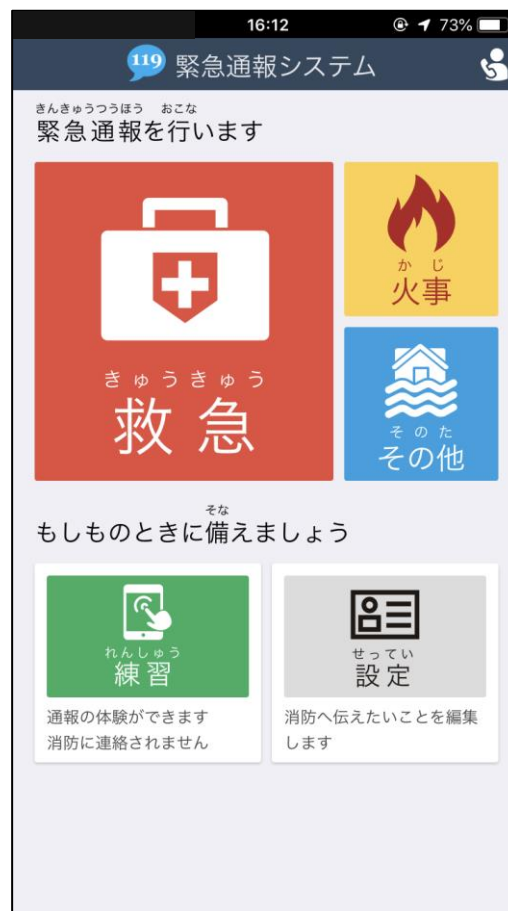 16:12
73%
119 緊急通報システム
きんきゅうつうほう おこな
緊急通報を行います
きゅうきゅう
救急
かじ
火事
そのた
その他
そな
もしものときに備えましょう
れんしゅう
練習
通報の体験ができます
消防に連絡されません
せってい
設定
消防へ伝えたいことを編集
します